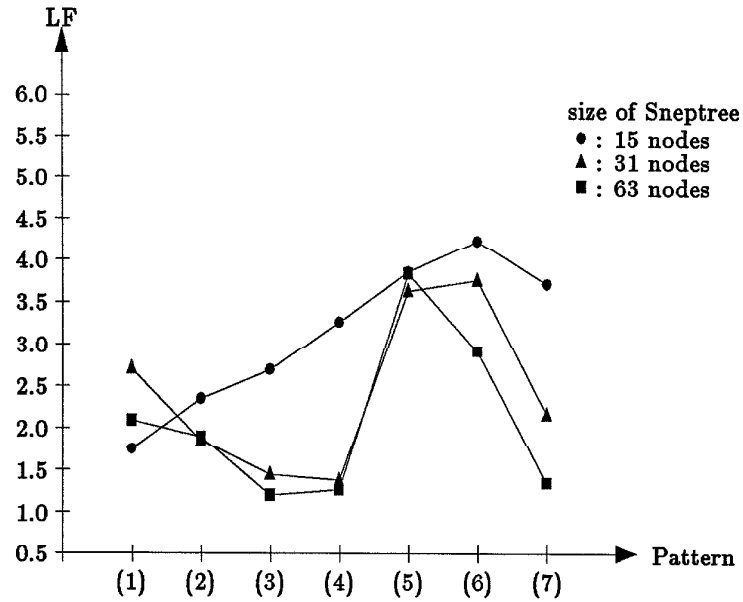 LF
6.0
5.5
5.0
4.5
4.0
3.5
3.0
2.5
2.0
1.5
1.0
0.5
size of Sneptree
: 15 nodes
: 31 nodes
: 63 nodes
(1) (2) (3) (4) (5) (6) (7)
Pattern